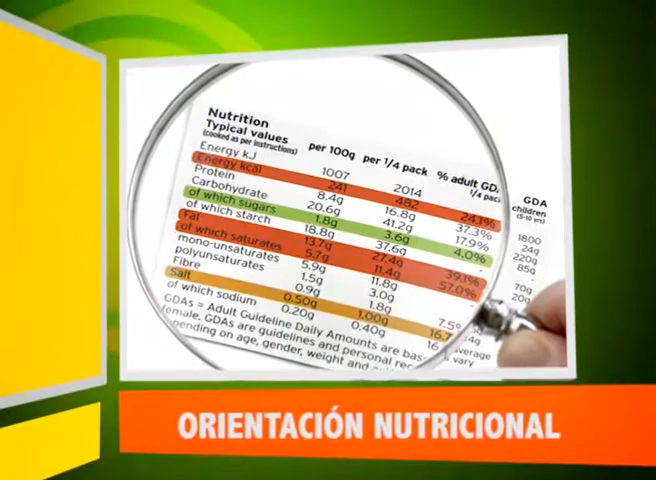 Nutrition
Typical values
(cooked as per instructions) per 100g per 1/4 pack % adult GDA 1/4 pack GDA children (5-10 yrs)
Energy kJ 1007 2014
Energy kcal 241 482 24.1% 1800
Protein 8.4g 16.8g 37.3% 24g
Carbohydrate 20.6g 41.2g 17.9% 220g
of which sugars 1.8g 3.6g 4.0% 85g
of which starch 18.8g 37.6g -
Fat 13.7g 27.4g 39.1% 70g
of which saturates 5.7g 11.4g 57.0% 20g
mono-unsaturates 5.9g 11.8g -
polyunsaturates 1.5g 3.0g
Fibre 0.9g 1.8g 7.5%
Salt 0.50g 1.00g 16.7
of which sodium 0.20g 0.40g 16
GDAs = Adult Guideline Daily Amounts are average
female. GDAs are guidelines and personal vary
on age, gender, weight and
ORIENTACIÓN NUTRICIONAL